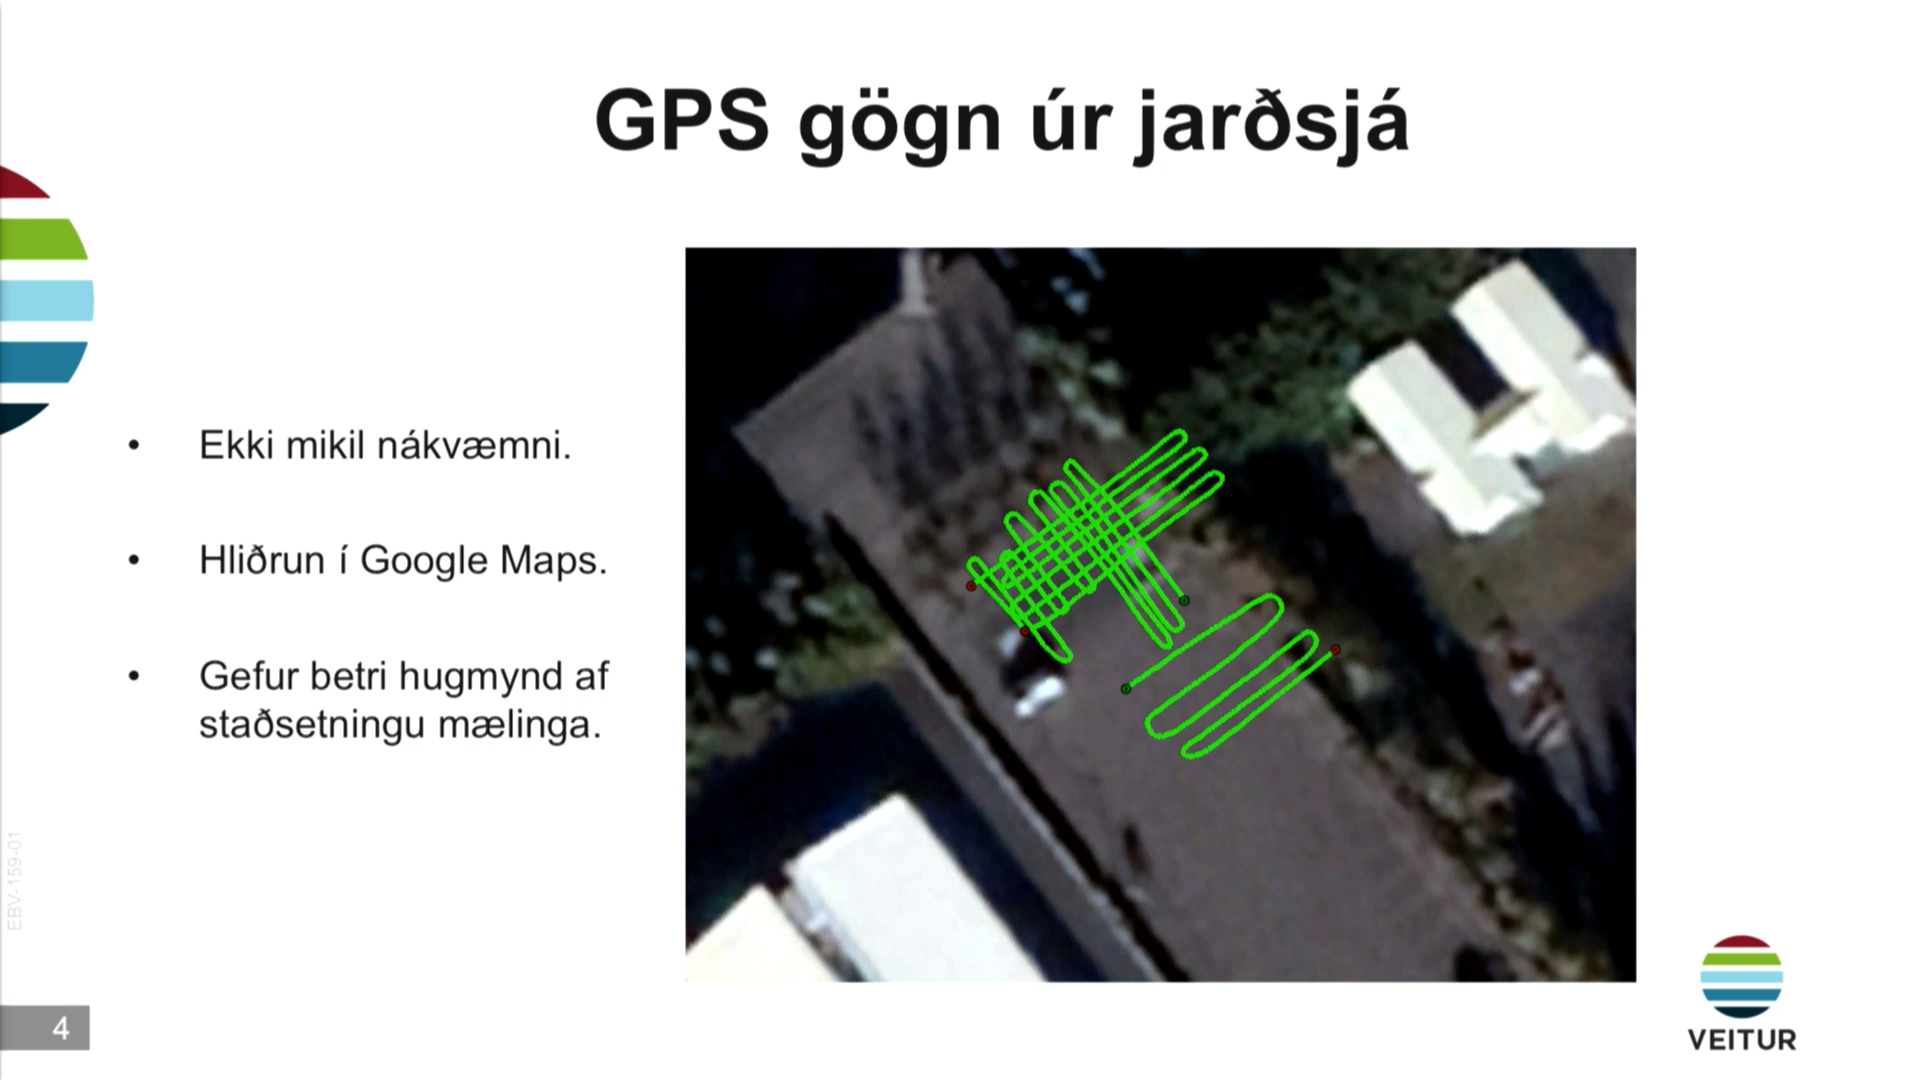 GPS gögn úr jarðsjá
• Ekki mikil nákvæmni.
• Hliðrun í Google Maps.
• Gefur betri hugmynd af
staðsetningu mælinga.
EBV-159-01
4
VEITUR